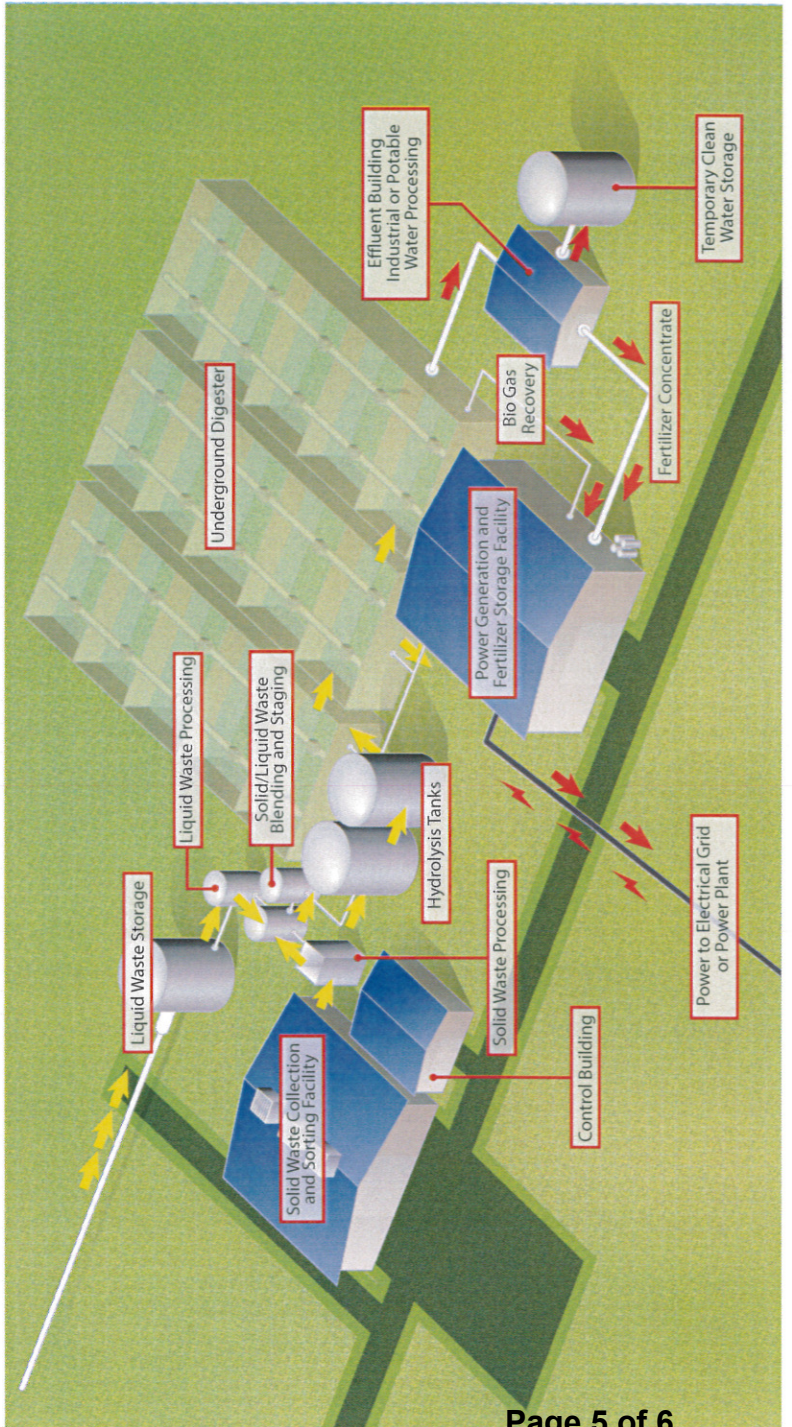 Liquid Waste Storage
Liquid Waste Processing
Solid/Liquid Waste
Blending and Staging
Underground Digester
Effluent Building
Industrial or Potable
Water Processing
Solid Waste Collection
and Sorting Facility
Hydrolysis Tanks
Power Generation and
Fertilizer Storage Facility
Bio Gas
Recovery
Solid Waste Processing
Control Building
Fertilizer Concentrate
Temporary Clean
Water Storage
Power to Electrical Grid
or Power Plant
Page 5 of 6